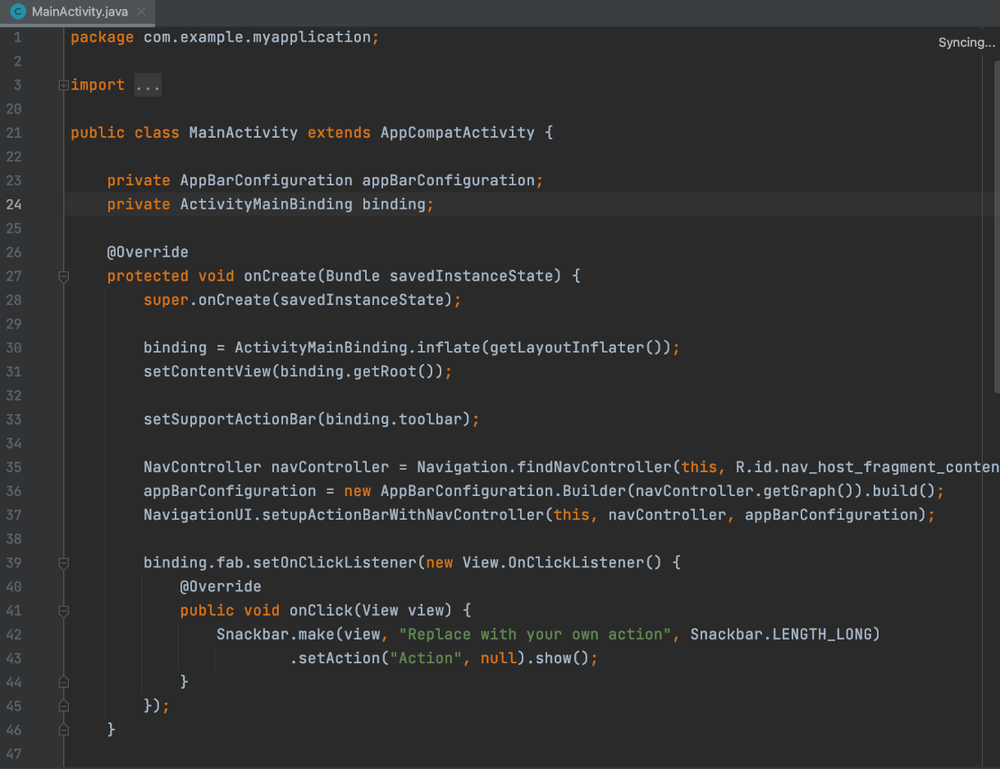 MainActivity.java
1 package com.example.myapplication;
Syncing...
2
3 import ...
20
21 public class MainActivity extends AppCompatActivity {
22
23 private AppBarConfiguration appBarConfiguration;
24 private ActivityMainBinding binding;
25
26 @Override
27 protected void onCreate(Bundle savedInstanceState) {
28 super.onCreate(savedInstanceState);
29
30 binding = ActivityMainBinding.inflate(getLayoutInflater());
31 setContentView(binding.getRoot());
32
33 setSupportActionBar(binding.toolbar);
34
35 NavController navController = Navigation.findNavController(this, R.id.nav_host_fragment_conten
36 appBarConfiguration = new AppBarConfiguration.Builder(navController.getGraph()).build();
37 NavigationUI.setupActionBarWithNavController(this, navController, appBarConfiguration);
38
39 binding.fab.setOnClickListener(new View.OnClickListener() {
40 @Override
41 public void onClick(View view) {
42 Snackbar.make(view, "Replace with your own action", Snackbar.LENGTH_LONG)
43 .setAction("Action", null).show();
44 }
45 });
46 }
47